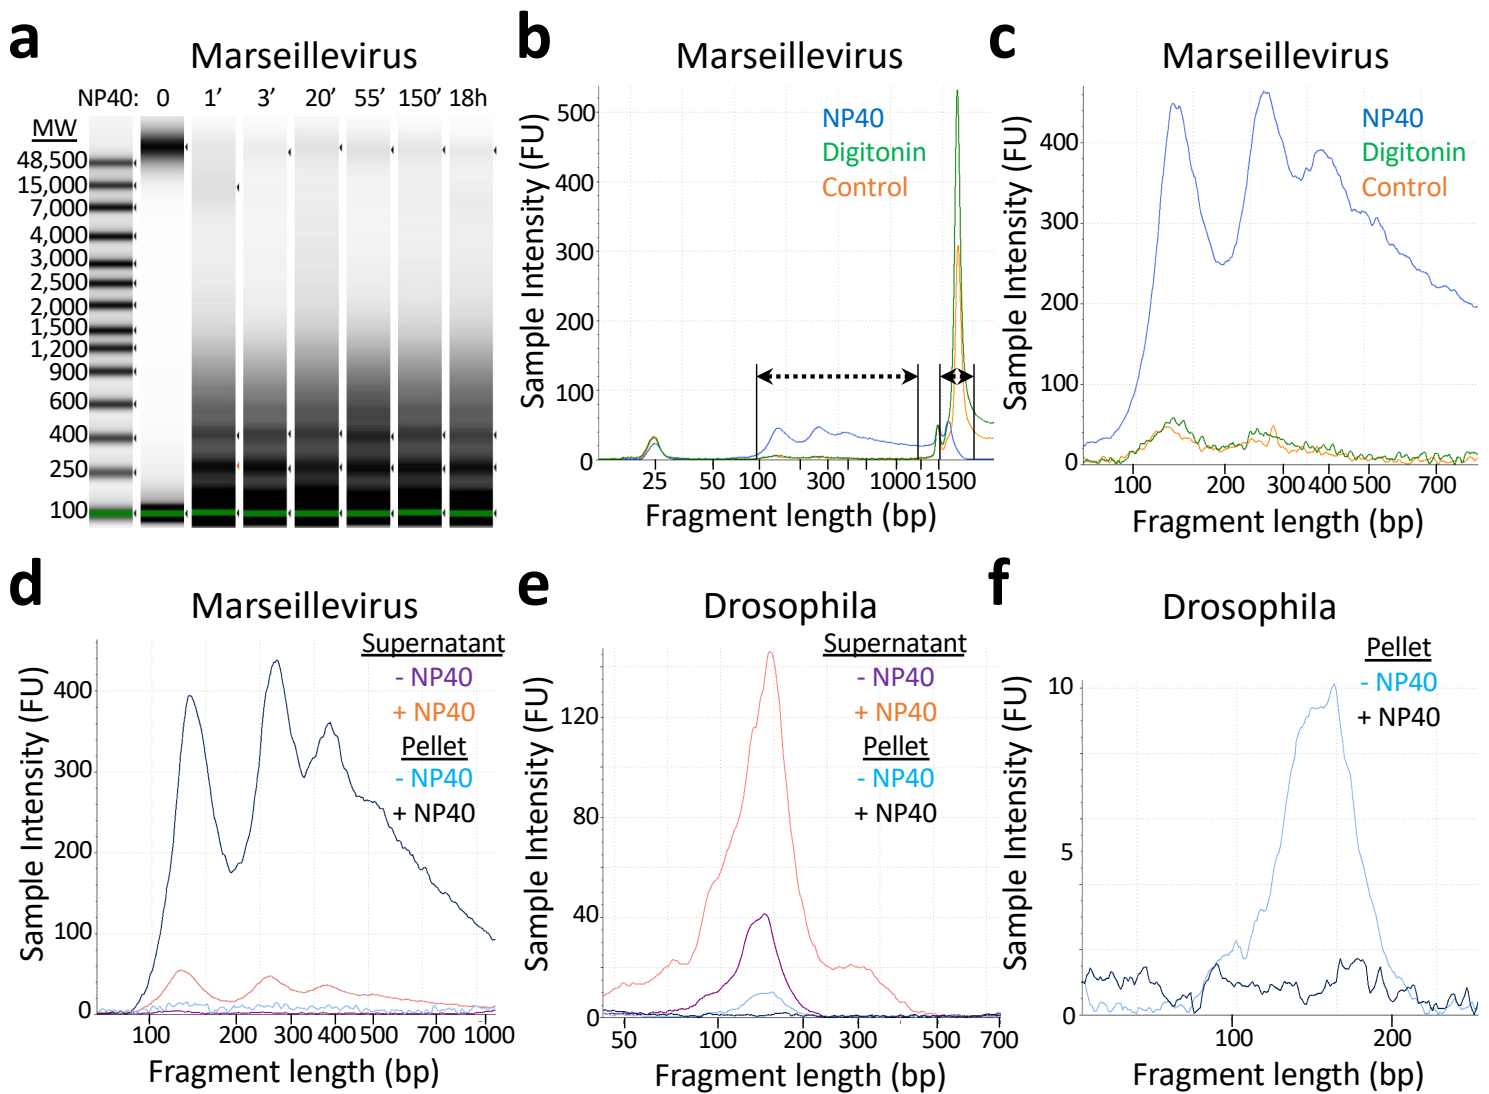 a
Marseillevirus
NP40: 0 1’ 3’ 20’ 55’ 150’ 18h
MW
48,500
15,000
7,000
4,000
3,000
2,500
2,000
1,500
1,200
900
600
400
250
100
b
Marseillevirus
Sample Intensity (FU)
500
400
300
200
100
0
NP40
Digitonin
Control
25 50 100 300 1000 1500
Fragment length (bp)
c
Marseillevirus
Sample Intensity (FU)
400
300
200
100
0
NP40
Digitonin
Control
100 200 300 400 500 700
Fragment length (bp)
d
Marseillevirus
Sample Intensity (FU)
400
300
200
100
0
Supernatant
- NP40
+ NP40
Pellet
- NP40
+ NP40
100 200 300 400 500 700 1000
Fragment length (bp)
e
Drosophila
Sample Intensity (FU)
120
80
40
0
Supernatant
- NP40
+ NP40
Pellet
- NP40
+ NP40
50 100 200 300 500 700
Fragment length (bp)
f
Drosophila
Sample Intensity (FU)
10
5
0
Pellet
- NP40
+ NP40
100 200
Fragment length (bp)